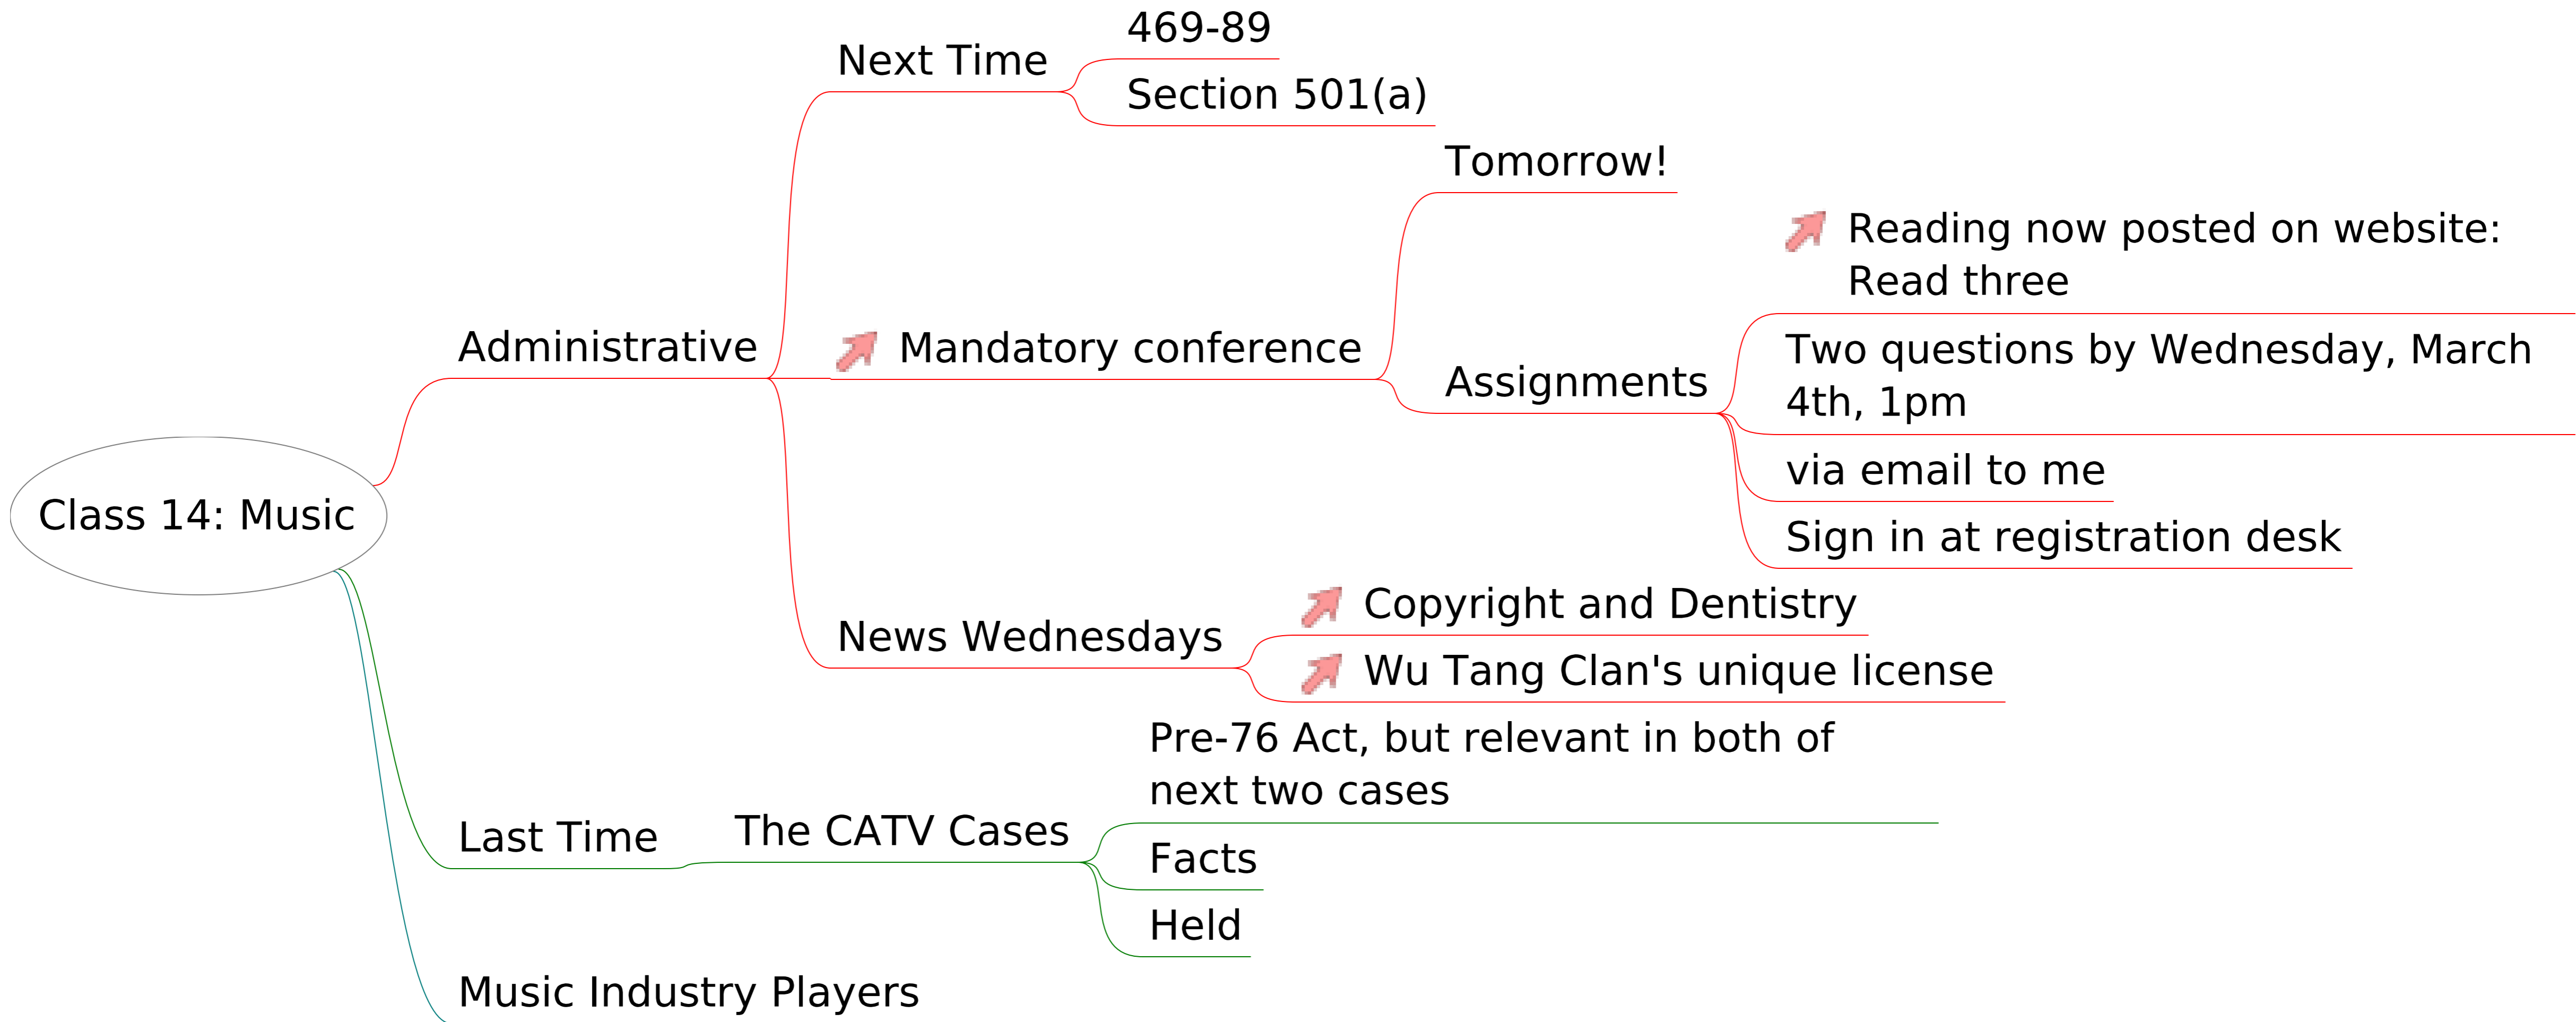 469-89
Next Time
Section 501(a)
Tomorrow!
Reading now posted on website:
Read three
Mandatory conference
Administrative
Two questions by Wednesday, March
4th, 1pm
Assignments
via email to me
Class 14: Music
Sign in at registration desk
Copyright and Dentistry
News Wednesdays
Wu Tang Clan's unique license
Pre-76 Act, but relevant in both of
next two cases
Last Time
The CATV Cases
Facts
Held
Music Industry Players